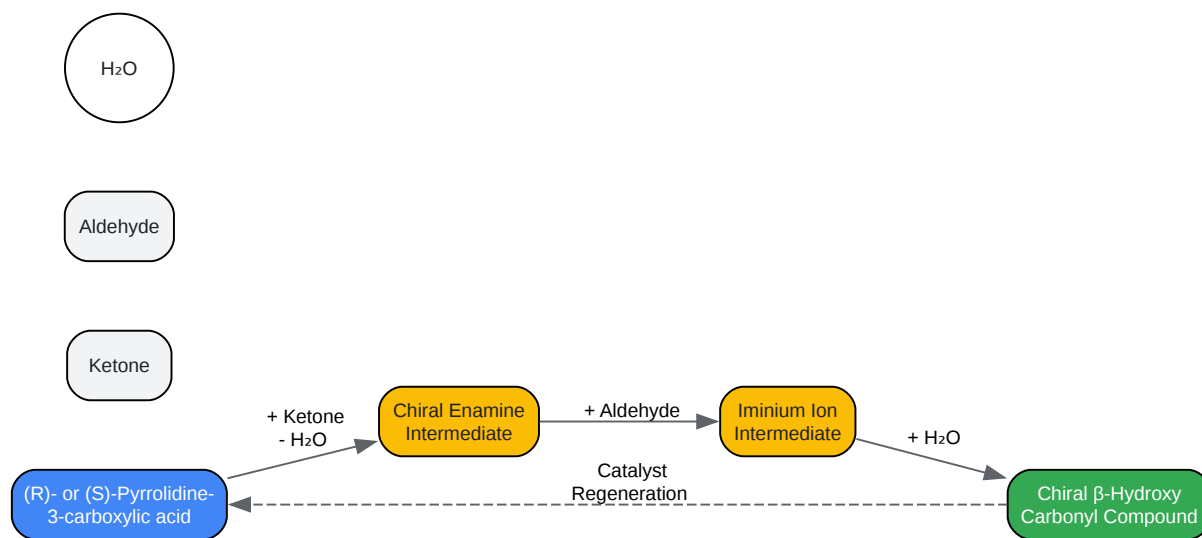 H₂O
Aldehyde
Ketone
+ Ketone
- H₂O
Chiral Enamine
Intermediate
+ Aldehyde
Iminium Ion
Intermediate
+ H₂O
(R)- or (S)-Pyrrolidine-
3-carboxylic acid
Catalyst
Regeneration
Chiral β-Hydroxy
Carbonyl Compound